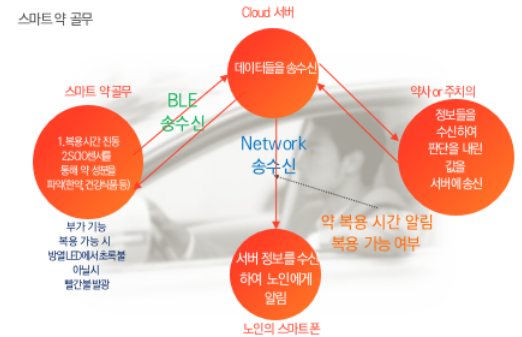 스마트 약 골무
Cloud 서버
데이터들을 송수신
스마트 약골무
1.복용시간 진동
2.SCIO센서를
통해 약 성분을
파악(한약, 건강식품 등)
부가 기능
복용 가능 시
방열LED에서초록불
아닐시
빨간불발광
BLE
송수신
Network
송수신
약사 or 주치의
정보들을
수신하여
판단을 내린
값을
서버에 송신
약 복용 시간 알림
복용 가능 여부
서버 정보를 수신
하여 노인에게
알림
노인의 스마트폰